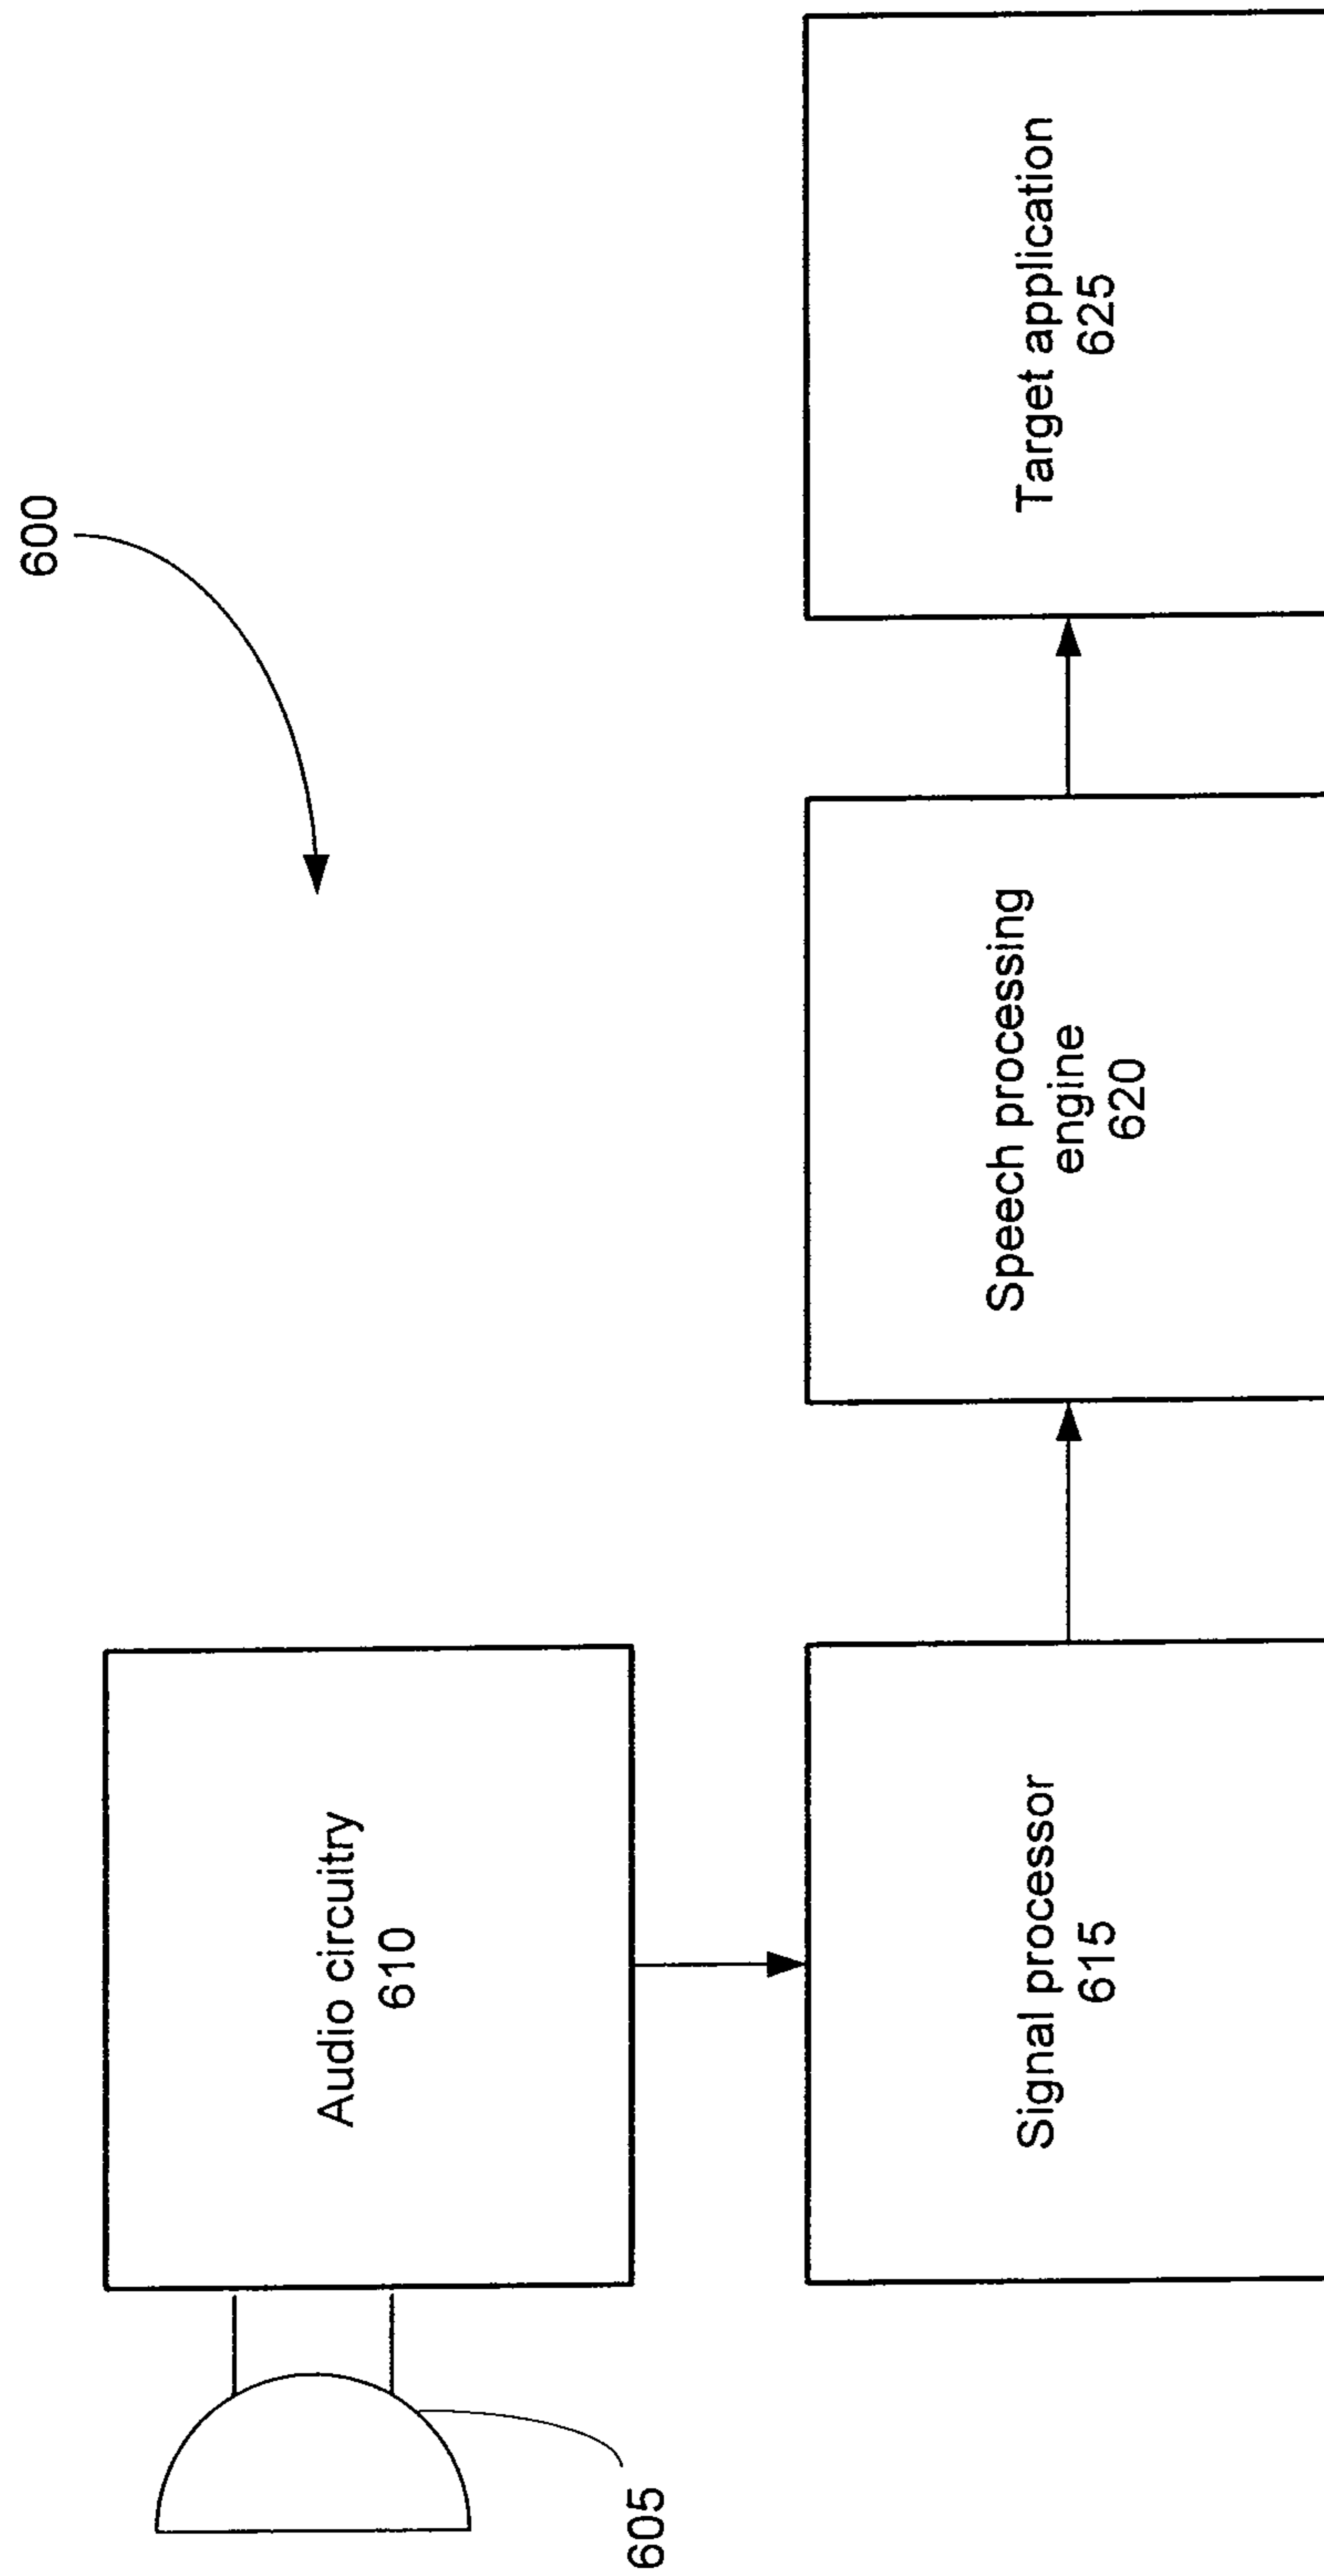 600
605
Audio circuitry
610
Signal processor
615
Speech processing
engine
620
Target application
625